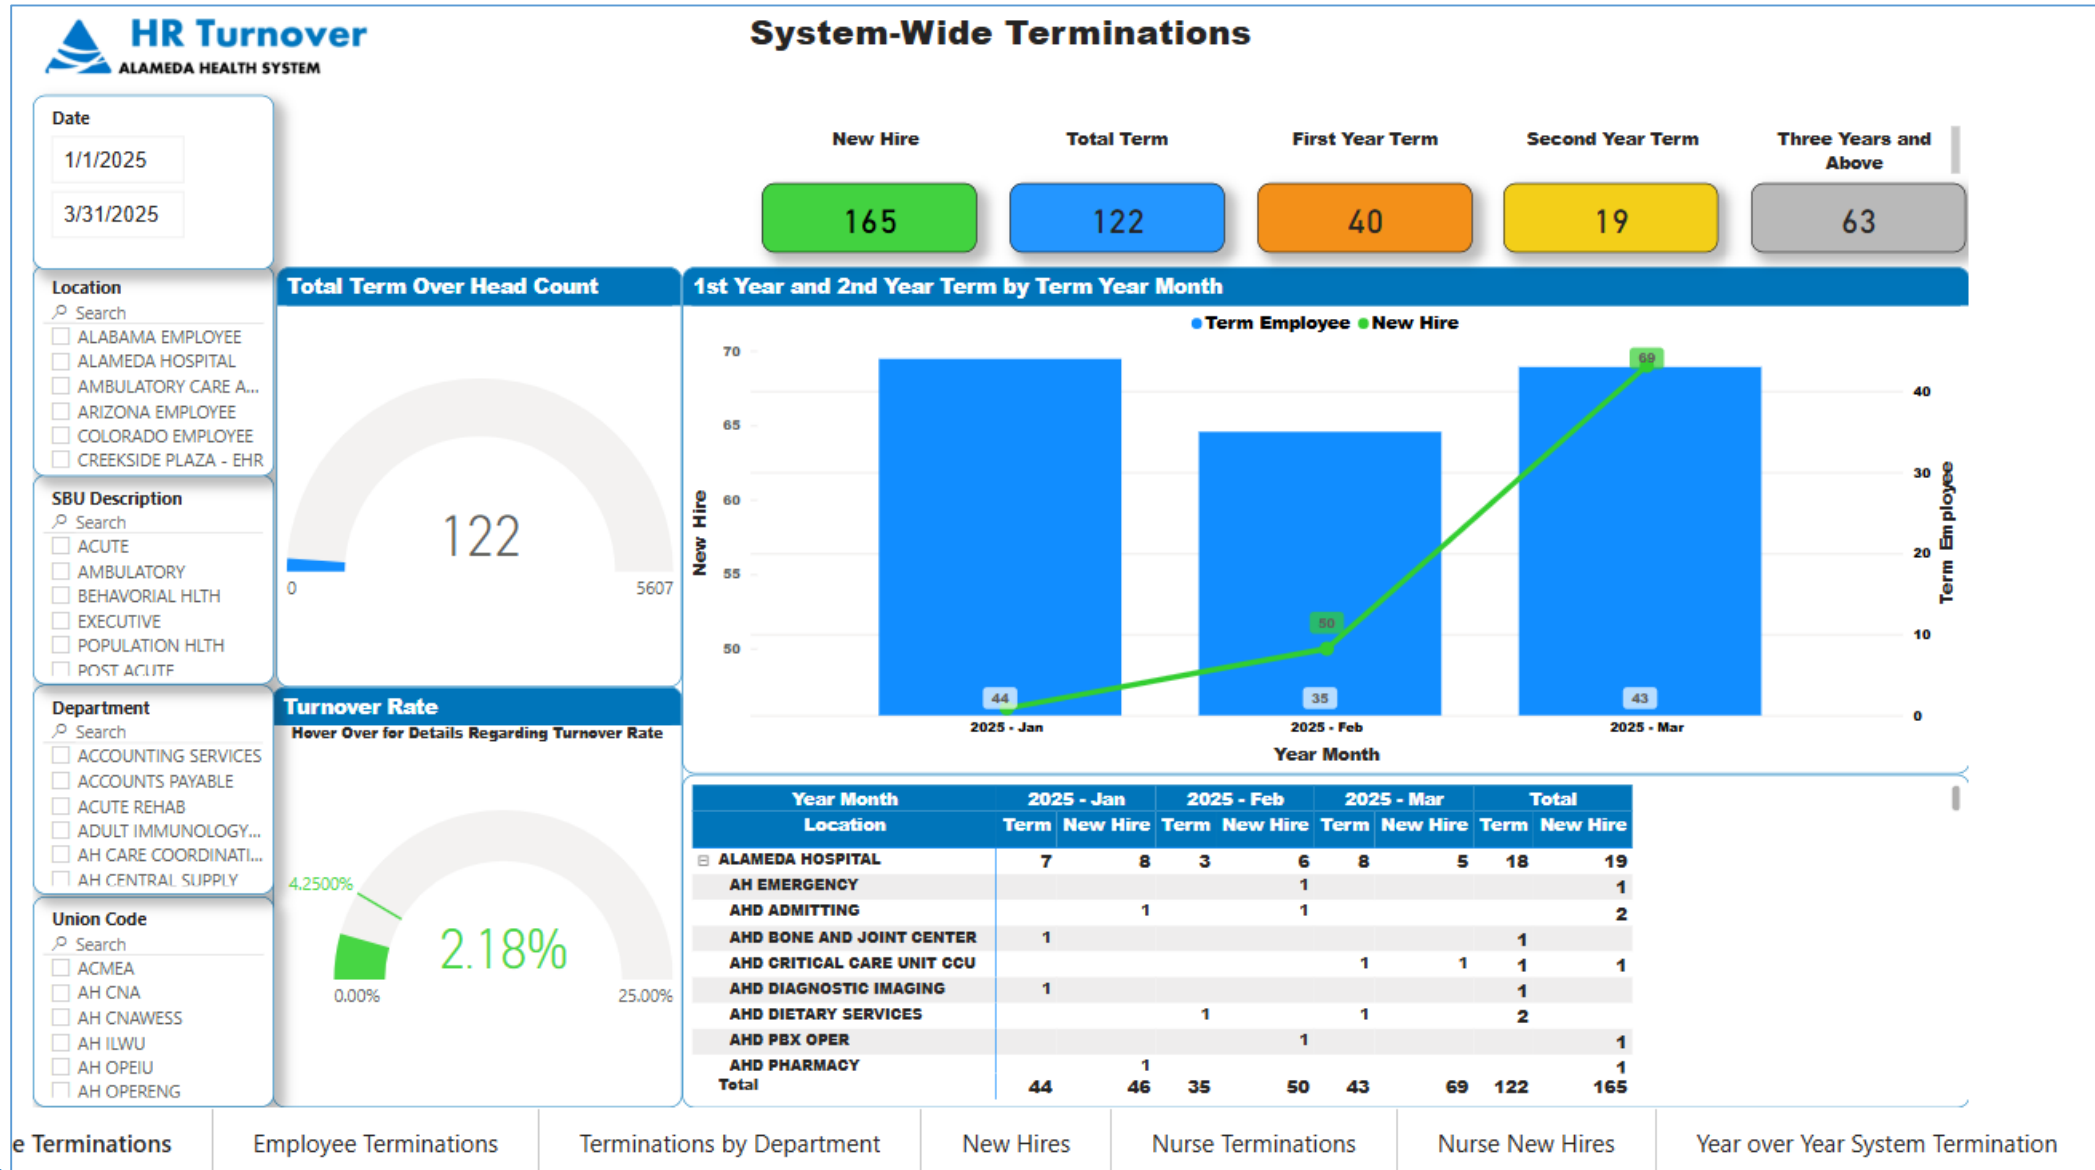 HR Turnover
ALAMEDA HEALTH SYSTEM
System-Wide Terminations
Date
1/1/2025
3/31/2025
New Hire
165
Total Term
122
First Year Term
40
Second Year Term
19
Three Years and
Above
63
Location
Search
ALABAMA EMPLOYEE
ALAMEDA HOSPITAL
AMBULATORY CARE A...
ARIZONA EMPLOYEE
COLORADO EMPLOYEE
CREEKSIDE PLAZA - EHR
SBU Description
Search
ACUTE
AMBULATORY
BEHAVORIAL HLTH
EXECUTIVE
POPULATION HLTH
POST ACUTE
Department
Search
ACCOUNTING SERVICES
ACCOUNTS PAYABLE
ACUTE REHAB
ADULT IMMUNOLOGY...
AH CARE COORDINATI...
AH CENTRAL SUPPLY
Union Code
Search
ACMEA
AH CNA
AH CNAWESS
AH ILWU
AH OPEIU
AH OPERENG
Total Term Over Head Count
122
0
5607
Turnover Rate
Hover Over for Details Regarding Turnover Rate
4.2500%
2.18%
0.00%
25.00%
1st Year and 2nd Year Term by Term Year Month
Term Employee New Hire
New Hire
70
65
60
55
50
Term Employee
40
30
20
10
0
69
50
44
35
43
2025 - Jan
2025 - Feb
2025 - Mar
Year Month
Year Month 2025 - Jan 2025 - Feb 2025 - Mar Total
Location Term New Hire Term New Hire Term New Hire Term New Hire
ALAMEDA HOSPITAL 7 8 3 6 8 5 18 19
AH EMERGENCY 1 1
AHD ADMITTING 1 1 2
AHD BONE AND JOINT CENTER 1 1
AHD CRITICAL CARE UNIT CCU 1 1 1 1
AHD DIAGNOSTIC IMAGING 1 1
AHD DIETARY SERVICES 1 1 2
AHD PBX OPER 1 1
AHD PHARMACY 1 1
Total 44 46 35 50 43 69 122 165
e Terminations
Employee Terminations
Terminations by Department
New Hires
Nurse Terminations
Nurse New Hires
Year over Year System Termination